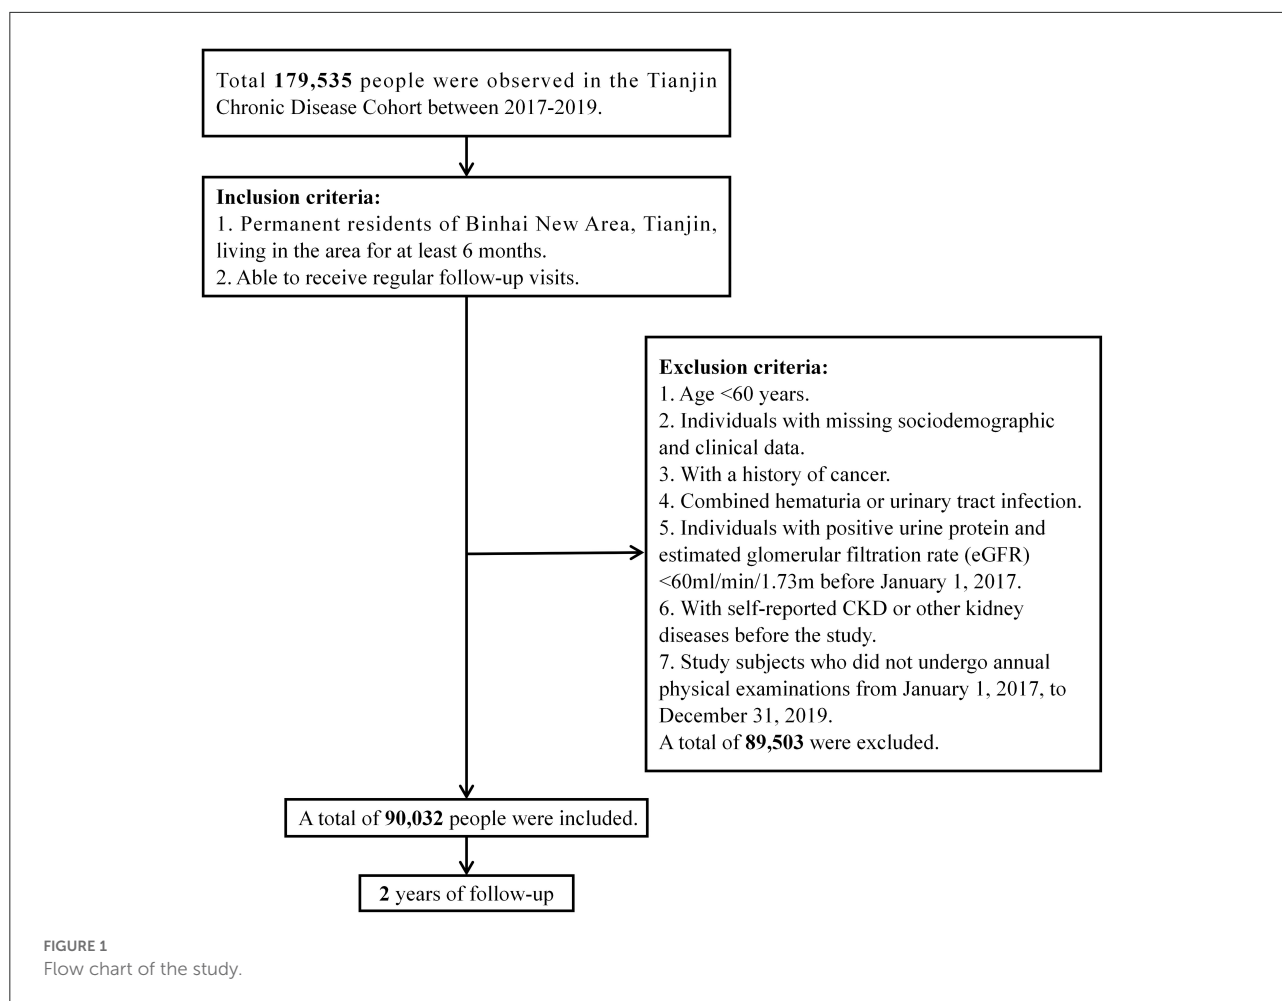 Total 179,535 people were observed in the Tianjin
Chronic Disease Cohort between 2017-2019.
Inclusion criteria:
1. Permanent residents of Binhai New Area, Tianjin,
living in the area for at least 6 months.
2. Able to receive regular follow-up visits.
Exclusion criteria:
1. Age <60 years.
2. Individuals with missing sociodemographic
and clinical data.
3. With a history of cancer.
4. Combined hematuria or urinary tract infection.
5. Individuals with positive urine protein and
estimated glomerular filtration rate (eGFR)
<60ml/min/1.73m before January 1, 2017.
6. With self-reported CKD or other kidney
diseases before the study.
7. Study subjects who did not undergo annual
physical examinations from January 1, 2017, to
December 31, 2019.
A total of 89,503 were excluded.
A total of 90,032 people were included.
2 years of follow-up
FIGURE 1
Flow chart of the study.